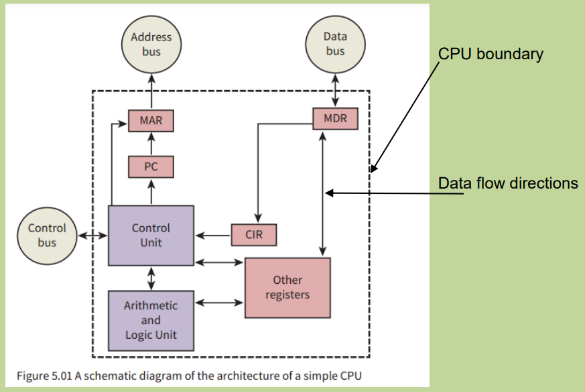 Address
bus
Data
bus
CPU boundary
MAR
MDR
PC
Data flow directions
Control
bus
Control
Unit
CIR
Other
registers
Arithmetic
and
Logic Unit
Figure 5.01 A schematic diagram of the architecture of a simple CPU